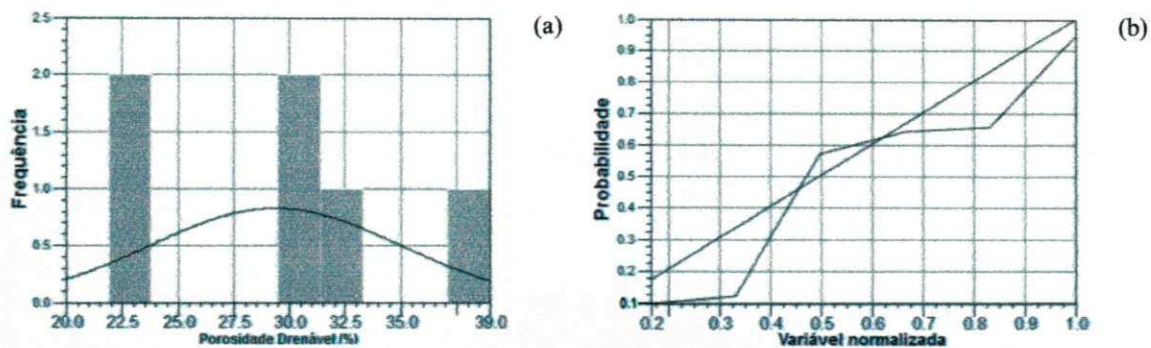 (a)
Frequência
2.5
2.0
1.5
1.0
0.5
0.0
20.0 22.5 25.0 27.5 30.0 32.5 35.0 39.0
Porosidade Drenável (%)
(b)
Probabilidade
1.0
0.9
0.8
0.7
0.6
0.5
0.4
0.3
0.2
0.1
0.2 0.3 0.4 0.5 0.6 0.7 0.8 0.9 1.0
Variável normalizada